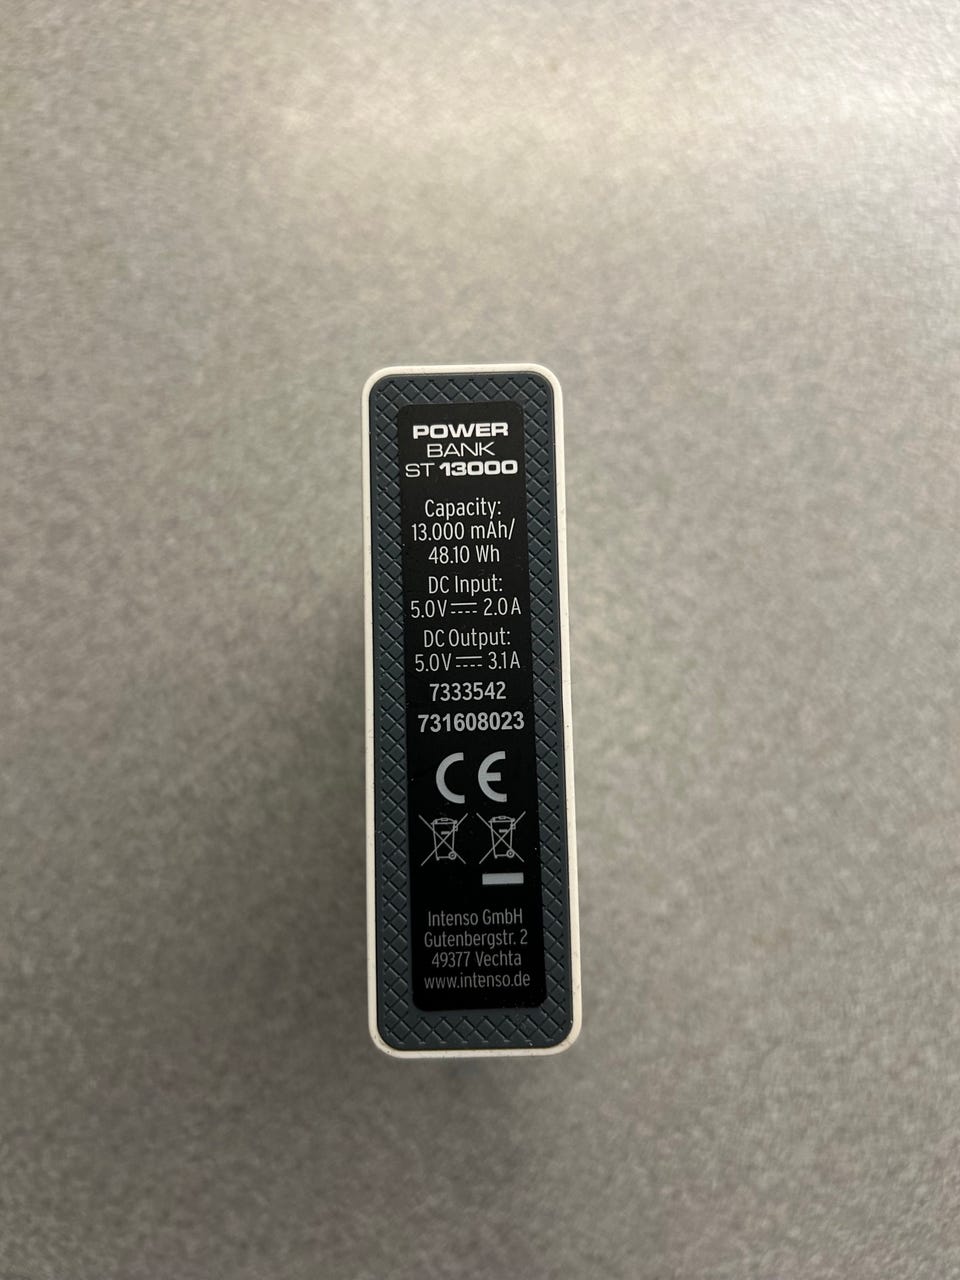 POWER
BANK
ST 13000
Capacity:
13.000 mAh/
48.10 Wh
DC Input:
5.0V⎓2.0A
DC Output:
5.0V⎓3.1A
7333542
731608023
CE
Intenso GmbH
Gutenbergstr. 2
49377 Vechta
www.intenso.de